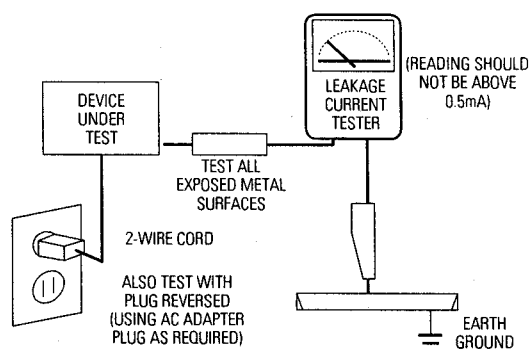 DEVICE
UNDER
TEST
LEAKAGE
CURRENT
TESTER
(READING SHOULD
NOT BE ABOVE
0.5mA)
TEST ALL
EXPOSED METAL
SURFACES
2-WIRE CORD
ALSO TEST WITH
PLUG REVERSED
(USING AC ADAPTER
PLUG AS REQUIRED)
EARTH
GROUND